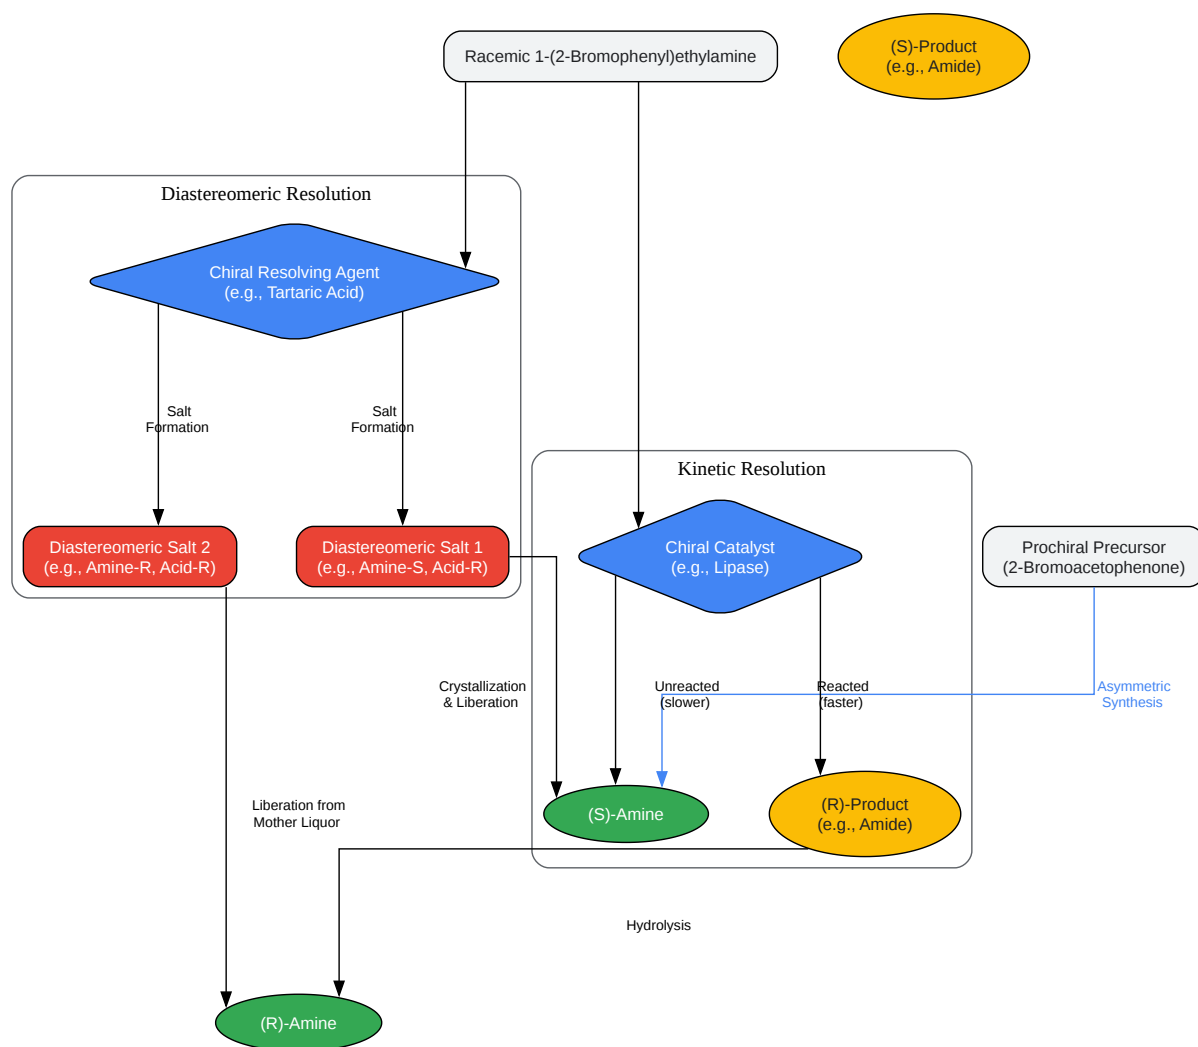 Racemic 1-(2-Bromophenyl)ethylamine
(S)-Product
(e.g., Amide)
Diastereomeric Resolution
Chiral Resolving Agent
(e.g., Tartaric Acid)
Salt
Formation
Salt
Formation
Kinetic Resolution
Diastereomeric Salt 2
(e.g., Amine-R, Acid-R)
Diastereomeric Salt 1
(e.g., Amine-S, Acid-R)
Chiral Catalyst
(e.g., Lipase)
Prochiral Precursor
(2-Bromoacetophenone)
Crystallization
& Liberation
Unreacted
(slower)
Reacted
(faster)
Asymmetric
Synthesis
Liberation from
Mother Liquor
(S)-Amine
(R)-Product
(e.g., Amide)
Hydrolysis
(R)-Amine